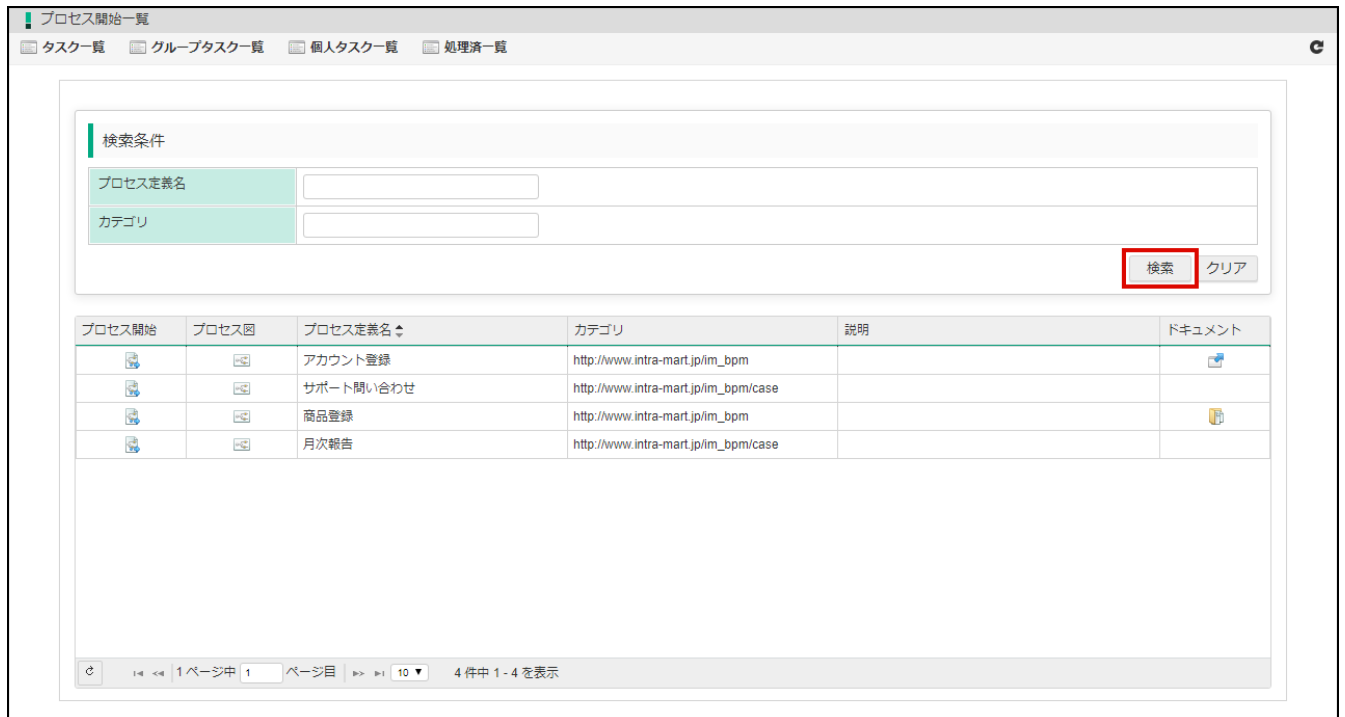 プロセス開始一覧
タスク一覧 グループタスク一覧 個人タスク一覧 処理済一覧
検索条件
プロセス定義名
カテゴリ
検索 クリア
プロセス開始 プロセス図 プロセス定義名 カテゴリ 説明 ドキュメント
アカウント登録 http://www.intra-mart.jp/im_bpm
サポート問い合わせ http://www.intra-mart.jp/im_bpm/case
商品登録 http://www.intra-mart.jp/im_bpm
月次報告 http://www.intra-mart.jp/im_bpm/case
1 ページ中 1 ページ目 10 4 件中 1 - 4 を表示